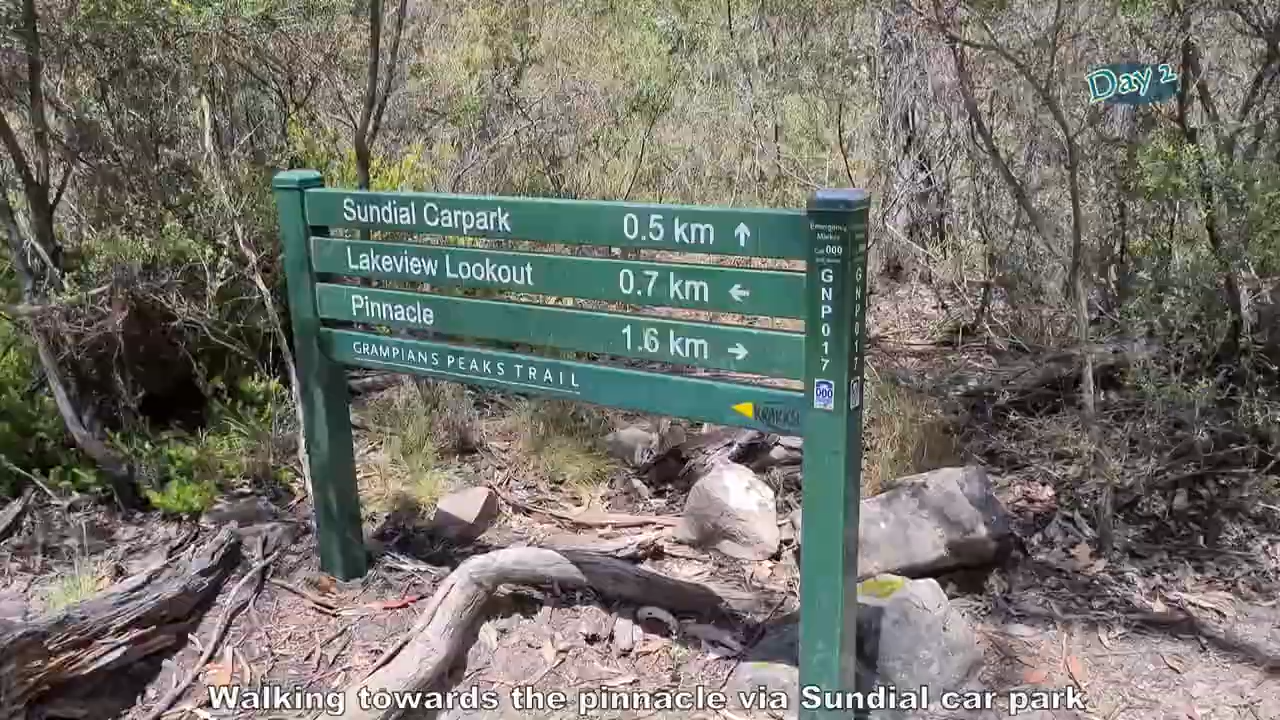 Day 2
Sundial Carpark 0.5 km ↑
Lakeview Lookout 0.7 km ←
Pinnacle 1.6 km →
GRAMPIANS PEAKS TRAIL
Emergency
Marker
Call 000
GNP017
000
GNP017
Walking towards the pinnacle via Sundial car park